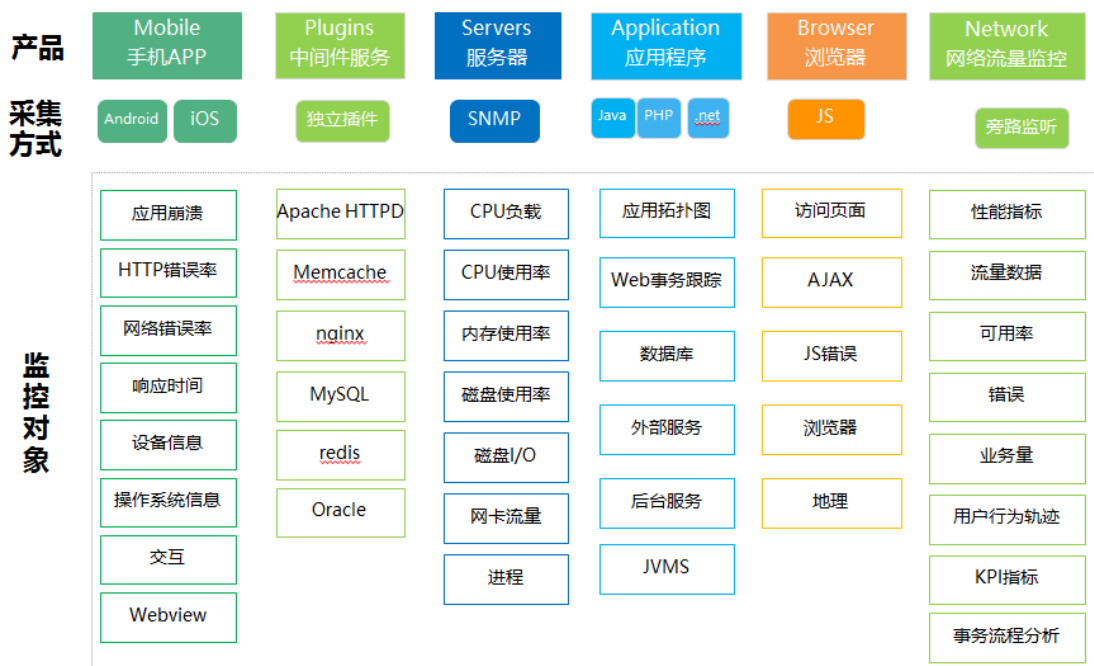 产品
Mobile
手机APP
Plugins
中间件服务
Servers
服务器
Application
应用程序
Browser
浏览器
Network
网络流量监控
采集
方式
Android
iOS
独立插件
SNMP
Java
PHP
.net
JS
旁路监听
监
控
对
象
应用崩溃
HTTP错误率
网络错误率
响应时间
设备信息
操作系统信息
交互
Webview
Apache HTTPD
Memcache
nginx
MySQL
redis
Oracle
CPU负载
CPU使用率
内存使用率
磁盘使用率
磁盘I/O
网卡流量
进程
应用拓扑图
Web事务跟踪
数据库
外部服务
后台服务
JVMS
访问页面
AJAX
JS错误
浏览器
地理
性能指标
流量数据
可用率
错误
业务量
用户行为轨迹
KPI指标
事务流程分析